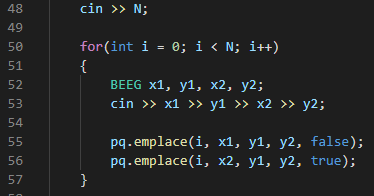 48 cin >> N;
49
50 for(int i = 0; i < N; i++)
51 {
52 BEEG x1, y1, x2, y2;
53 cin >> x1 >> y1 >> x2 >> y2;
54
55 pq.emplace(i, x1, y1, y2, false);
56 pq.emplace(i, x2, y1, y2, true);
57 }